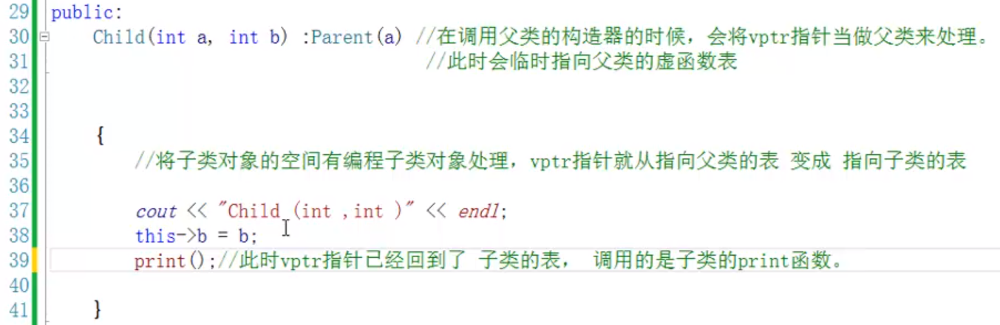 29 public:
30 Child(int a, int b) :Parent(a) //在调用父类的构造器的时候，会将vptr指针当做父类来处理。
31 //此时会临时指向父类的虚函数表
32
33
34 {
35 //将子类对象的空间有编程子类对象处理，vptr指针就从指向父类的表 变成 指向子类的表
36
37 cout << "Child (int ,int )" << endl;
38 this->b = b;
39 print();//此时vptr指针已经回到了 子类的表， 调用的是子类的print函数。
40
41 }